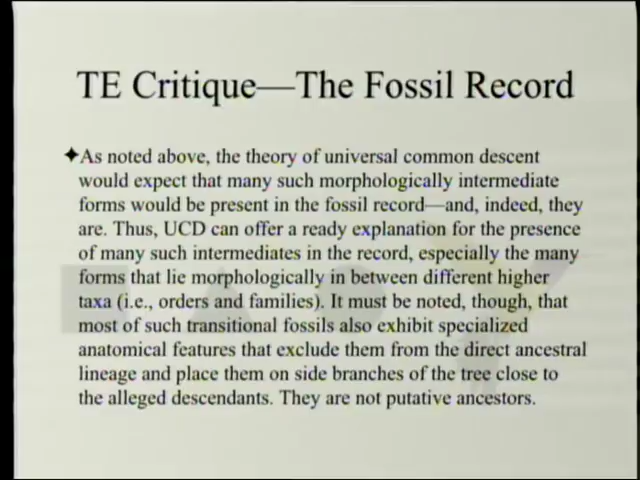 TE Critique—The Fossil Record
✦As noted above, the theory of universal common descent
would expect that many such morphologically intermediate
forms would be present in the fossil record—and, indeed, they
are. Thus, UCD can offer a ready explanation for the presence
of many such intermediates in the record, especially the many
forms that lie morphologically in between different higher
taxa (i.e., orders and families). It must be noted, though, that
most of such transitional fossils also exhibit specialized
anatomical features that exclude them from the direct ancestral
lineage and place them on side branches of the tree close to
the alleged descendants. They are not putative ancestors.